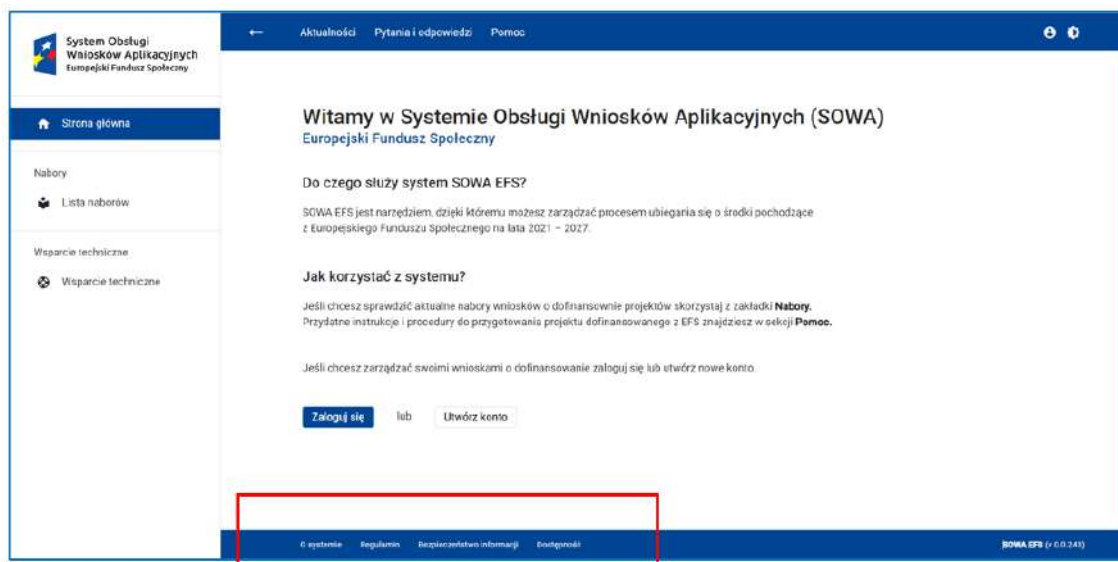 System Obsługi
Wniosków Aplikacyjnych
Europejski Fundusz Społeczny
← Aktualności Pytania i odpowiedzi Pomoc
Strona główna
Nabory
Lista naborów
Wsparcie techniczne
Wsparcie techniczne
Witamy w Systemie Obsługi Wniosków Aplikacyjnych (SOWA)
Europejski Fundusz Społeczny
Do czego służy system SOWA EFS?
SOWA EFS jest narzędziem, dzięki któremu możesz zarządzać procesem ubiegania się o środki pochodzące
z Europejskiego Funduszu Społecznego na lata 2021 – 2027.
Jak korzystać z systemu?
Jeśli chcesz sprawdzić aktualne nabory wniosków o dofinansownie projektów skorzystaj z zakładki Nabory.
Przydatne instrukcje i procedury do przygotowania projektu dofinansowanego z EFS znajdziesz w sekcji Pomoc.
Jeśli chcesz zarządzać swoimi wnioskami o dofinansowanie zaloguj się lub utwórz nowe konto.
Zaloguj się lub Utwórz konto
O systemie Regulamin Bezpieczeństwo informacji Dostępność
SOWA EFS (v 0.0.243)